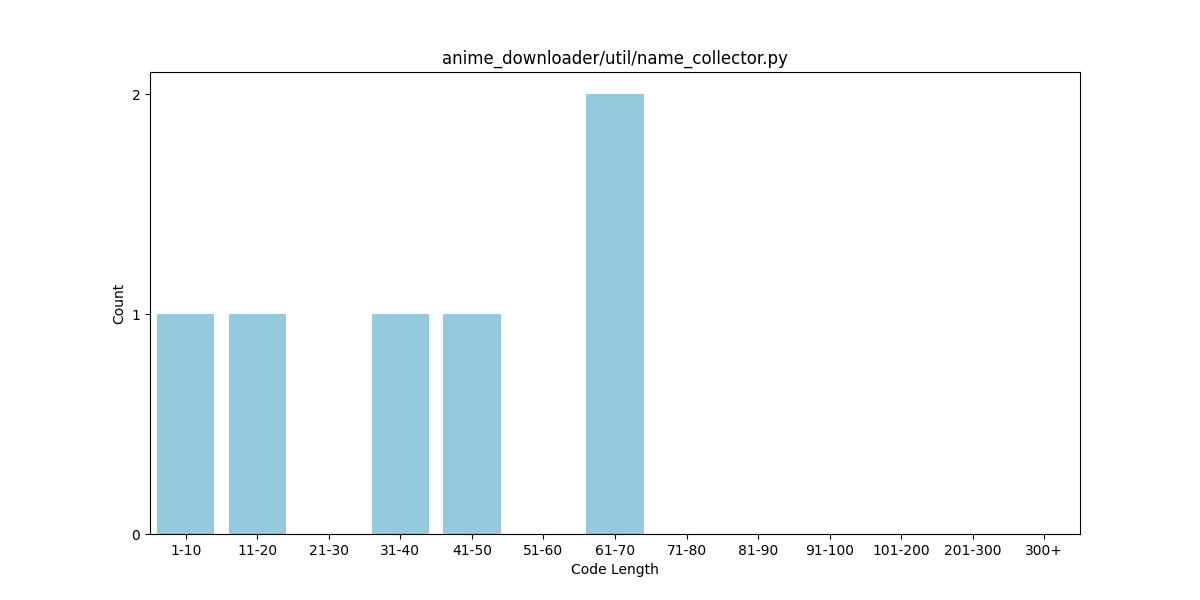 anime_downloader/util/name_collector.py
2
1
0
Count
1-10 11-20 21-30 31-40 41-50 51-60 61-70 71-80 81-90 91-100 101-200 201-300 300+
Code Length